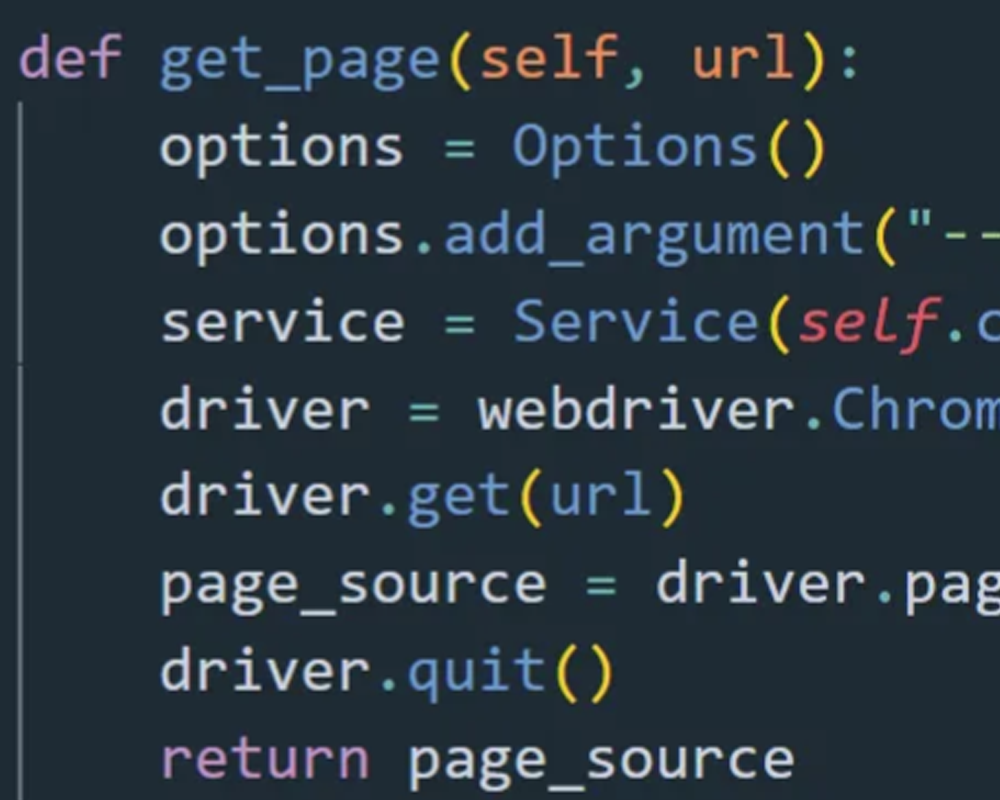 def get_page(self, url):
options = Options()
options.add_argument("--
service = Service(self.c
driver = webdriver.Chrom
driver.get(url)
page_source = driver.pag
driver.quit()
return page_source